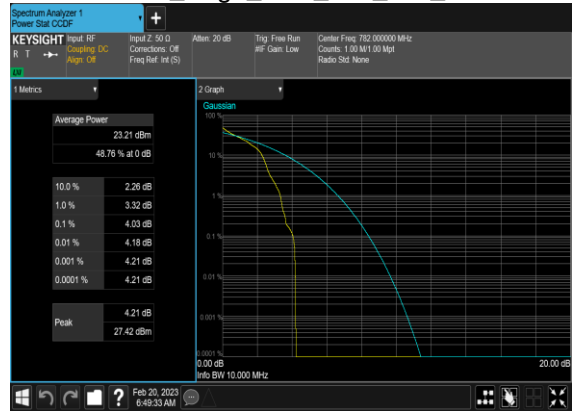 Spectrum Analyzer 1
Power Stat CCDF
KEYSIGHT
R T
Input: RF
Coupling: DC
Align: Off
Input Z: 50 Ω
Corrections: Off
Freq Ref: Int (S)
Atten: 20 dB
Trig: Free Run
#IF Gain: Low
Center Freq: 782.000000 MHz
Counts: 1.00 M/1.00 Mpt
Radio Std: None
1 Metrics
Average Power
23.21 dBm
48.76 % at 0 dB
10.0 % 2.26 dB
1.0 % 3.32 dB
0.1 % 4.03 dB
0.01 % 4.18 dB
0.001 % 4.21 dB
0.0001 % 4.21 dB
Peak
4.21 dB
27.42 dBm
2 Graph
Gaussian
100 %
10 %
1 %
0.1 %
0.01 %
0.001 %
0.0001 %
0.00 dB
20.00 dB
Info BW 10.000 MHz
?
Feb 20, 2023
6:49:33 AM